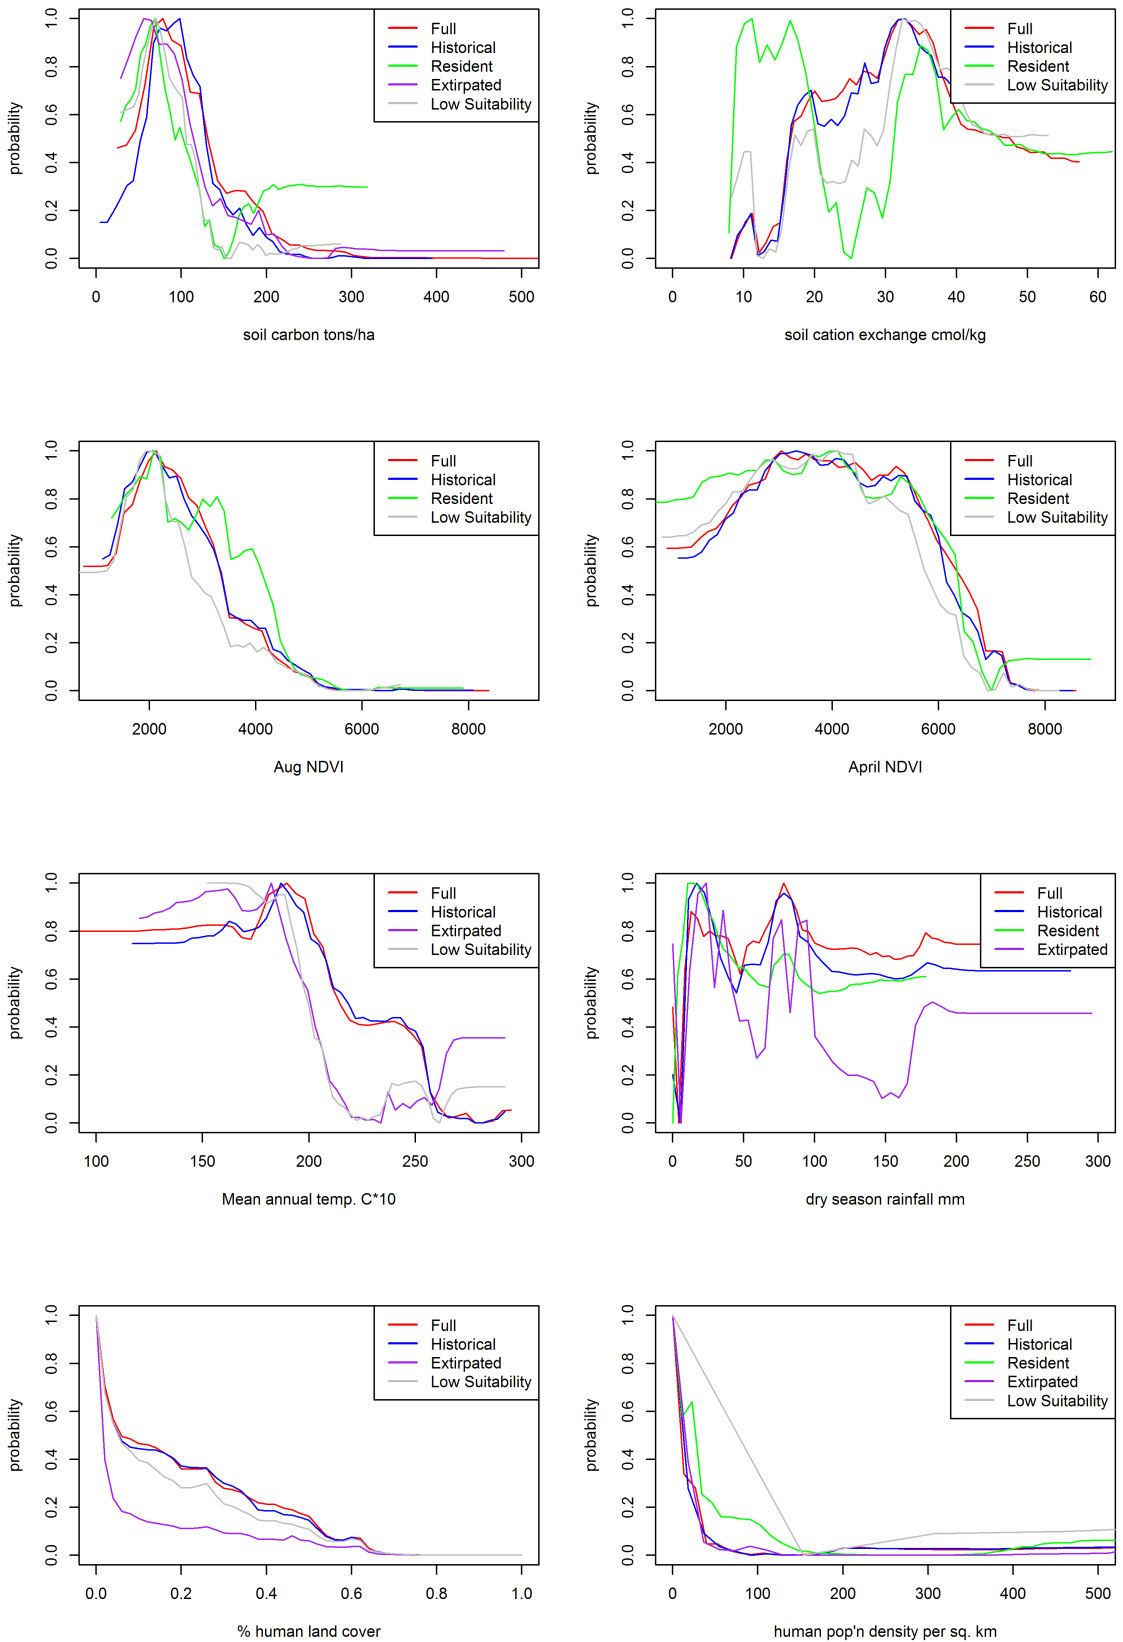 probability
0.0 0.2 0.4 0.6 0.8 1.0
Full
Historical
Resident
Extirpated
Low Suitability
0 100 200 300 400 500
soil carbon tons/ha
probability
0.0 0.2 0.4 0.6 0.8 1.0
Full
Historical
Resident
Low Suitability
0 10 20 30 40 50 60
soil cation exchange cmol/kg
probability
0.0 0.2 0.4 0.6 0.8 1.0
Full
Historical
Resident
Low Suitability
2000 4000 6000 8000
Aug NDVI
probability
0.0 0.2 0.4 0.6 0.8 1.0
Full
Historical
Resident
Low Suitability
2000 4000 6000 8000
April NDVI
probability
0.0 0.2 0.4 0.6 0.8 1.0
Full
Historical
Extirpated
Low Suitability
100 150 200 250 300
Mean annual temp. C*10
probability
0.0 0.2 0.4 0.6 0.8 1.0
Full
Historical
Resident
Extirpated
0 50 100 150 200 250 300
dry season rainfall mm
probability
0.0 0.2 0.4 0.6 0.8 1.0
Full
Historical
Extirpated
Low Suitability
0.0 0.2 0.4 0.6 0.8 1.0
% human land cover
probability
0.0 0.2 0.4 0.6 0.8 1.0
Full
Historical
Resident
Extirpated
Low Suitability
0 100 200 300 400 500
human pop'n density per sq. km